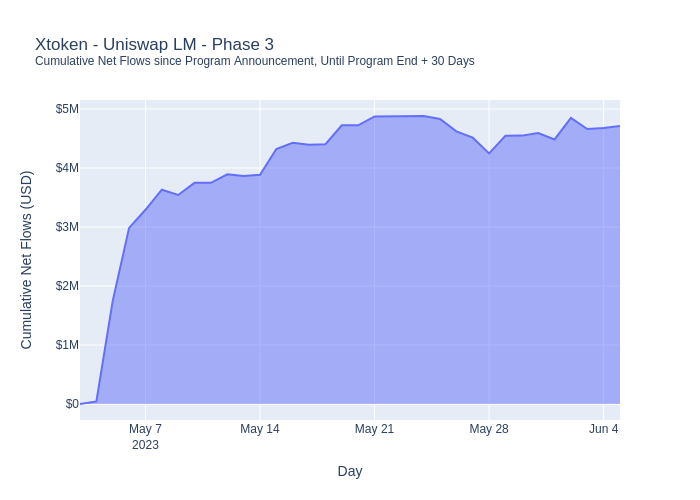 Xtoken - Uniswap LM - Phase 3
Cumulative Net Flows since Program Announcement, Until Program End + 30 Days
Cumulative Net Flows (USD)
$5M
$4M
$3M
$2M
$1M
$0
May 7
2023
May 14
May 21
May 28
Jun 4
Day